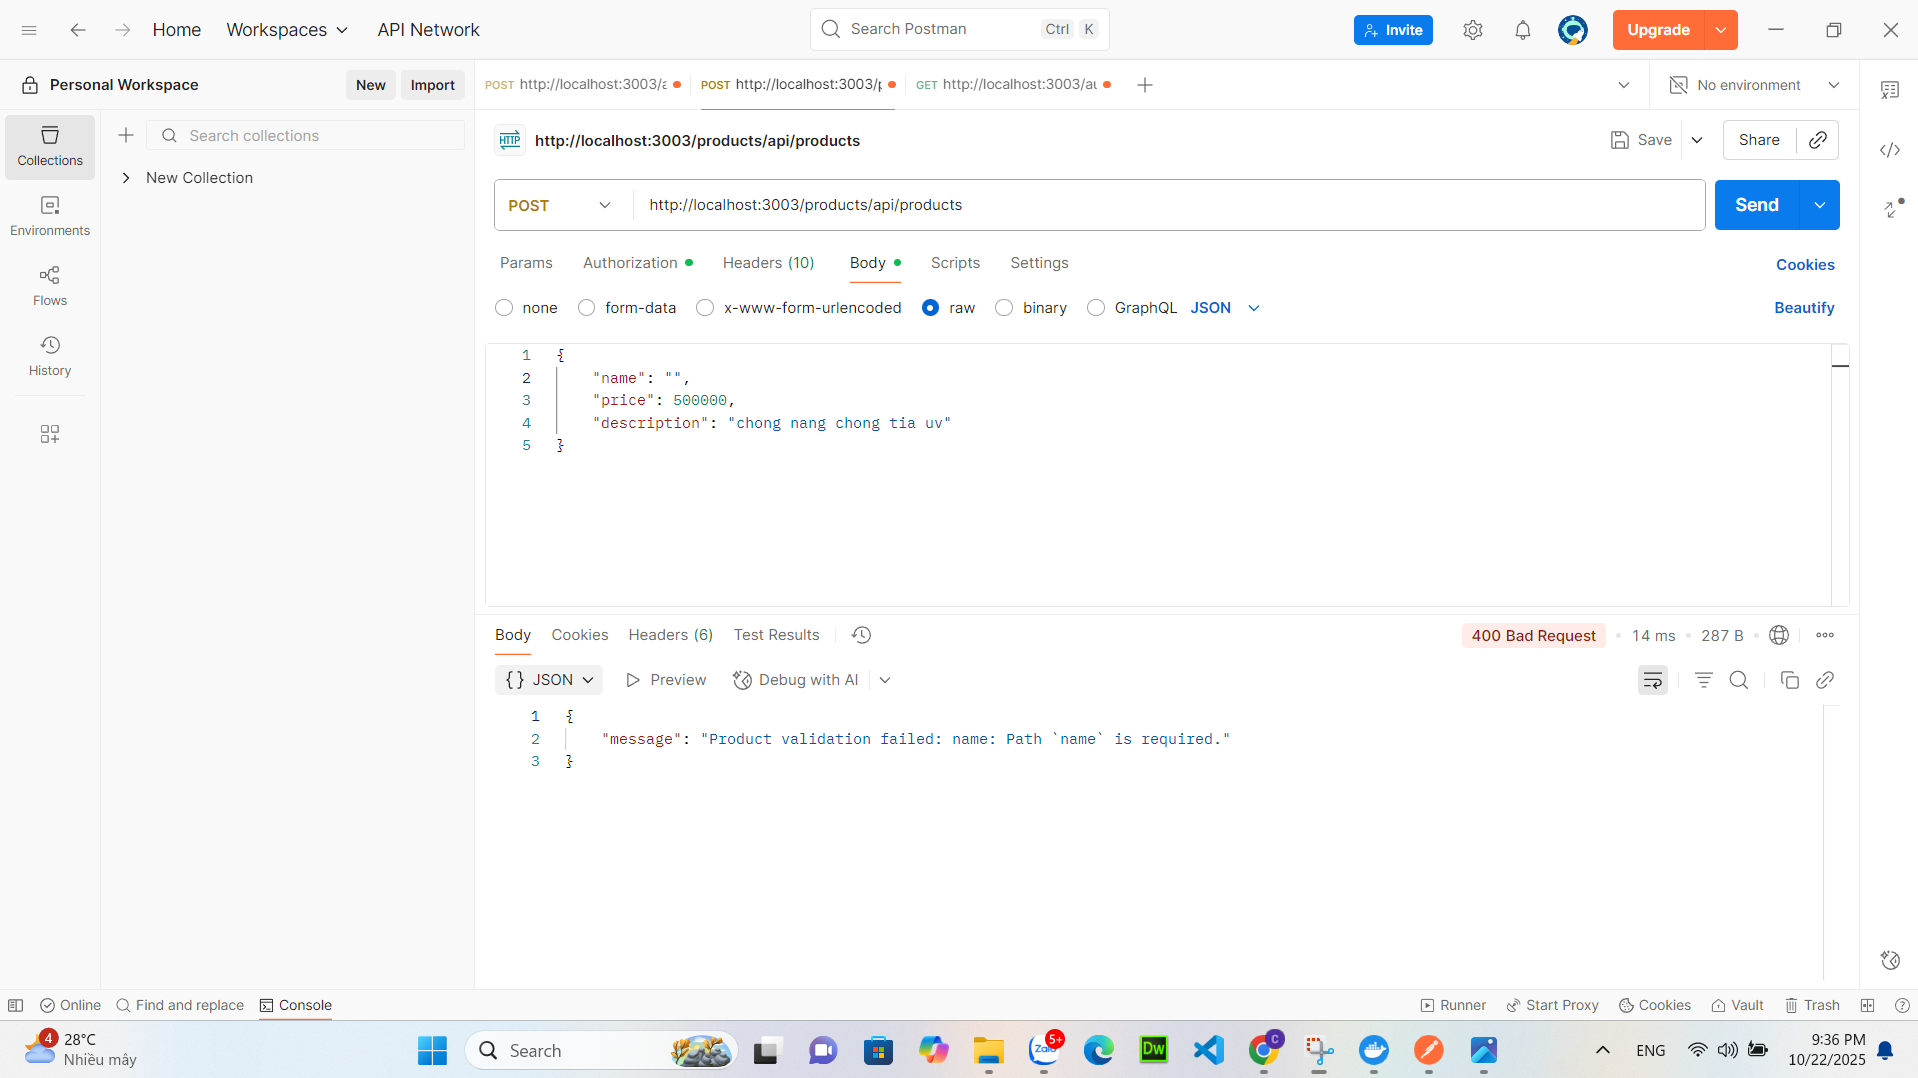 Home Workspaces API Network Search Postman Ctrl K Invite Upgrade
Personal Workspace New Import POST http://localhost:3003/a POST http://localhost:3003/p GET http://localhost:3003/au No environment
Collections
Environments
Flows
History
Search collections
New Collection
HTTP http://localhost:3003/products/api/products Save Share
POST http://localhost:3003/products/api/products Send
Params Authorization Headers (10) Body Scripts Settings Cookies
none form-data x-www-form-urlencoded raw binary GraphQL JSON Beautify
1 {
2 "name": "",
3 "price": 500000,
4 "description": "chong nang chong tia uv"
5 }
Body Cookies Headers (6) Test Results 400 Bad Request 14 ms 287 B
{} JSON Preview Debug with AI
1 {
2 "message": "Product validation failed: name: Path `name` is required."
3 }
Online Find and replace Console Runner Start Proxy Cookies Vault Trash
4 28°C
Nhiều mây
Search
Zalo 5+
Dw
C
ENG
9:36 PM
10/22/2025